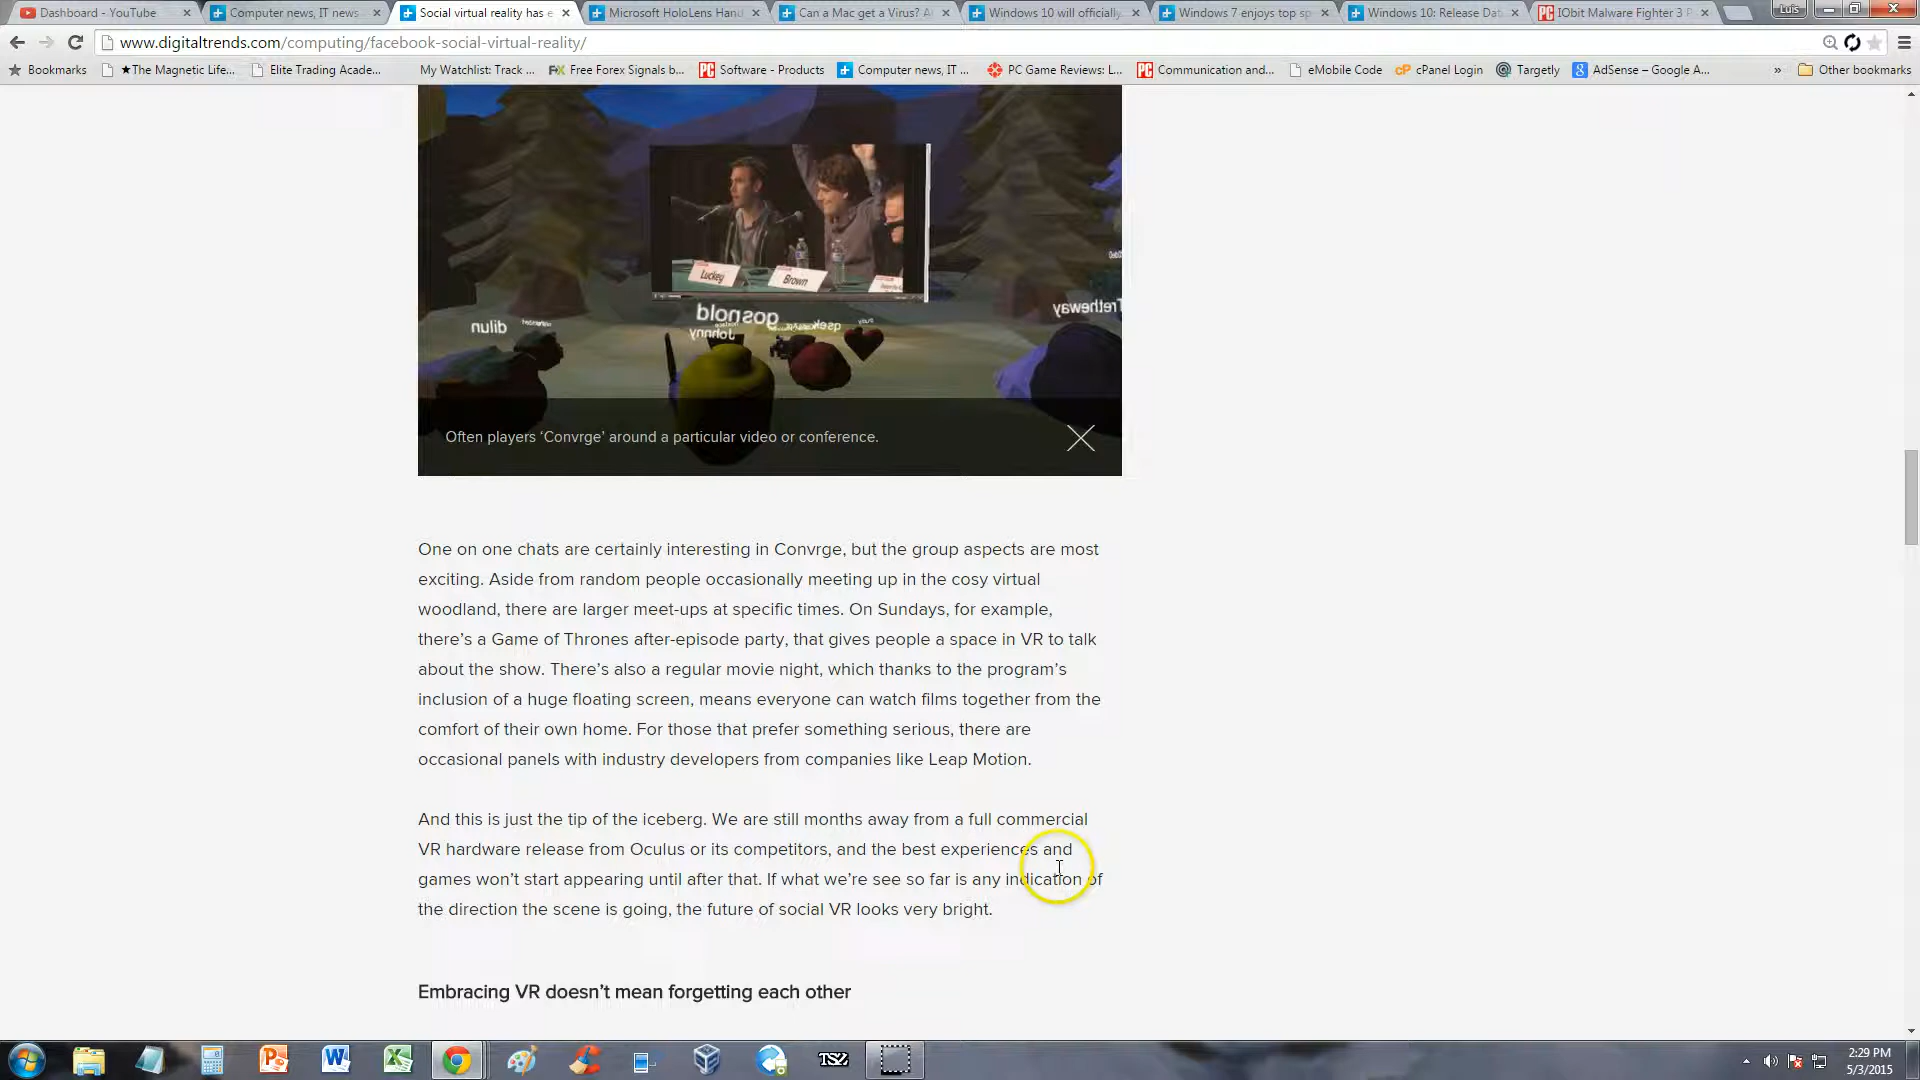 Dashboard - YouTube
Computer news, IT news
Social virtual reality has e
Microsoft HoloLens Hand
Can a Mac get a Virus? A
Windows 10 will officially
Windows 7 enjoys top sp
Windows 10: Release Dat
IObit Malware Fighter 3 P
Luis
www.digitaltrends.com/computing/facebook-social-virtual-reality/
Bookmarks
★The Magnetic Life...
Elite Trading Acade...
My Watchlist: Track ...
Free Forex Signals b...
Software - Products
Computer news, IT ...
PC Game Reviews: L...
Communication and...
eMobile Code
cPanel Login
Targetly
AdSense – Google A...
»
Other bookmarks
Luckey
Brown
gosnold
Johnny
dilun
Tretheway
Often players ‘Convrge’ around a particular video or conference.
One on one chats are certainly interesting in Convrge, but the group aspects are most
exciting. Aside from random people occasionally meeting up in the cosy virtual
woodland, there are larger meet-ups at specific times. On Sundays, for example,
there’s a Game of Thrones after-episode party, that gives people a space in VR to talk
about the show. There’s also a regular movie night, which thanks to the program’s
inclusion of a huge floating screen, means everyone can watch films together from the
comfort of their own home. For those that prefer something serious, there are
occasional panels with industry developers from companies like Leap Motion.
And this is just the tip of the iceberg. We are still months away from a full commercial
VR hardware release from Oculus or its competitors, and the best experiences and
games won’t start appearing until after that. If what we’re see so far is any indication of
the direction the scene is going, the future of social VR looks very bright.
Embracing VR doesn’t mean forgetting each other
TS2
2:29 PM
5/3/2015